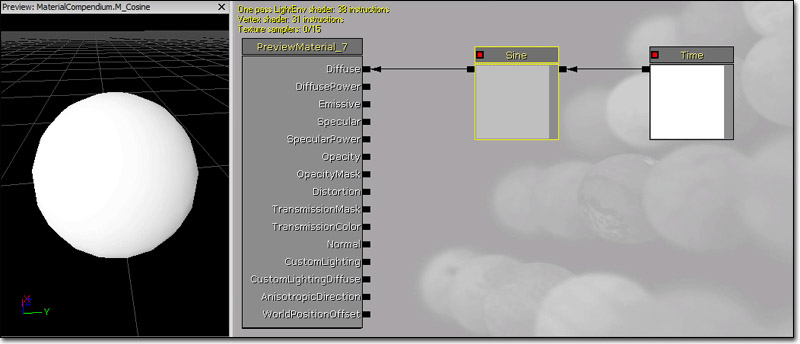 Preview: MaterialCompendium.M_Cosine
One pass LightEnv shader: 38 instructions
Vertex shader: 31 instructions
Texture samplers: 0/15
PreviewMaterial_7
Sine
Time
Diffuse
DiffusePower
Emissive
Specular
SpecularPower
Opacity
OpacityMask
Distortion
TransmissionMask
TransmissionColor
Normal
CustomLighting
CustomLightingDiffuse
AnisotropicDirection
WorldPositionOffset
X
Y